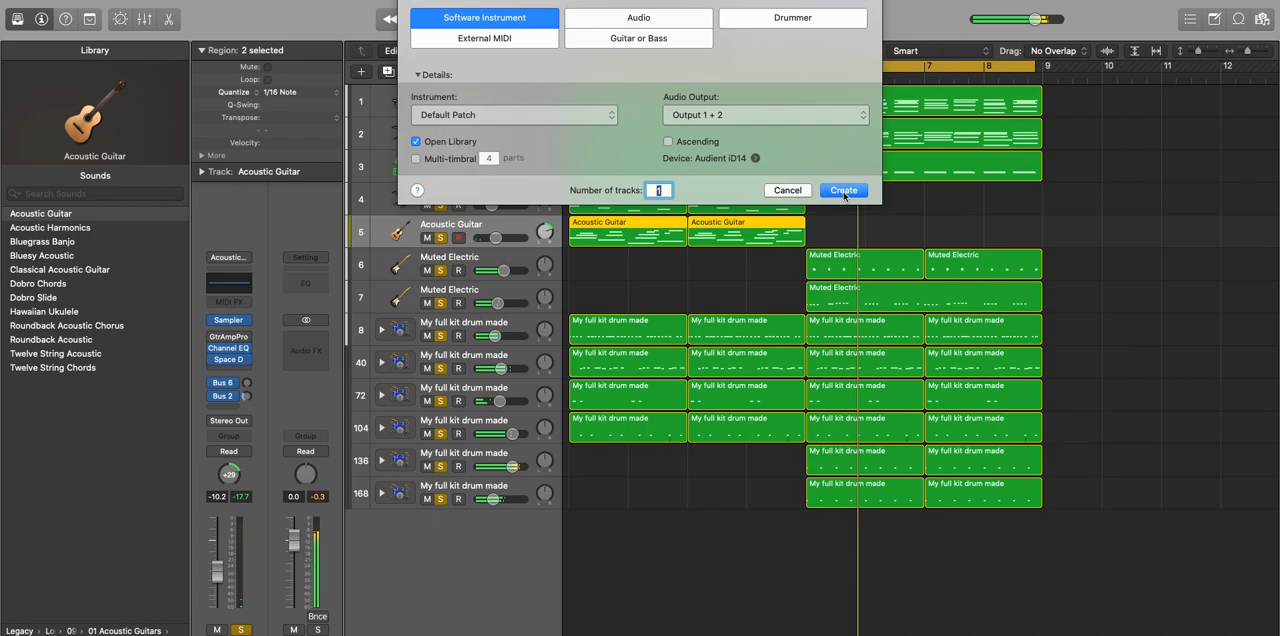 Software Instrument
Audio
Drummer
External MIDI
Guitar or Bass
Details:
Instrument:
Default Patch
Audio Output:
Output 1 + 2
Open Library
Ascending
Multi-timbral 4 parts
Device: Audient iD14
Number of tracks: 1
Cancel
Create
Smart
Drag: No Overlap
7 8 9 10 11 12
Library
Acoustic Guitar
Sounds
Search Sounds
Acoustic Guitar
Acoustic Harmonics
Bluegrass Banjo
Bluesy Acoustic
Classical Acoustic Guitar
Dobro Chords
Dobro Slide
Hawaiian Ukulele
Roundback Acoustic Chorus
Roundback Acoustic
Twelve String Acoustic
Twelve String Chords
Legacy
Lo
09
01 Acoustic Guitars
Region: 2 selected
Mute:
Loop:
Quantize 1/16 Note
Q-Swing:
Transpose:
- -
Velocity:
More
Track: Acoustic Guitar
Acoustic...
Setting
EQ
MIDI FX
Sampler
GtrAmpPro
Channel EQ
Space D
Audio FX
Bus 6
Bus 2
Stereo Out
Group
Group
Read
Read
+29
-10.2 -17.7
0.0 -0.3
Bnce
M S
M S
Edi
1
2
3
4
5 Acoustic Guitar
M S R
Acoustic Guitar
Acoustic Guitar
6 Muted Electric
M S R
Muted Electric
Muted Electric
7 Muted Electric
M S R
Muted Electric
8 My full kit drum made
M S R
My full kit drum made
My full kit drum made
My full kit drum made
My full kit drum made
40 My full kit drum made
M S R
My full kit drum made
My full kit drum made
My full kit drum made
My full kit drum made
72 My full kit drum made
M S R
My full kit drum made
My full kit drum made
My full kit drum made
My full kit drum made
104 My full kit drum made
M S R
My full kit drum made
My full kit drum made
My full kit drum made
My full kit drum made
136 My full kit drum made
M S R
My full kit drum made
My full kit drum made
168 My full kit drum made
M S R
My full kit drum made
My full kit drum made